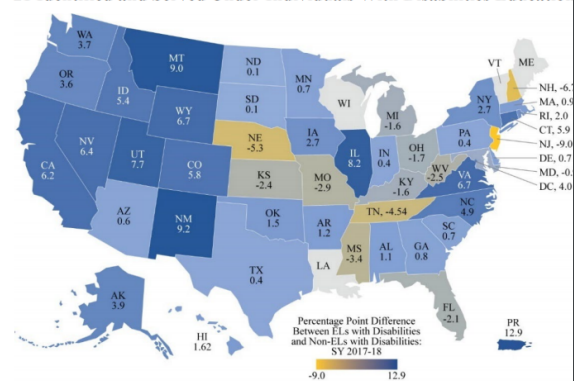 WA
3.7
MT
9.0
ND
0.1
MN
0.7
VT
ME
OR
3.6
ID
5.4
WY
6.7
SD
0.1
WI
MI
-1.6
NY
2.7
NH, -6.
MA, 0.9
RI, 2.0
CT, 5.9
NJ, -9.0
DE, 0.7
MD, -0.
DC, 4.0
NV
6.4
UT
7.7
CO
5.8
NE
-5.3
IA
2.7
IL
8.2
IN
0.4
OH
-1.7
PA
0.4
WV
-2.5
VA
6.7
CA
6.2
KS
-2.4
MO
-2.9
KY
-1.6
NC
4.9
AZ
0.6
NM
9.2
OK
1.5
AR
1.2
TN, -4.54
SC
0.7
TX
0.4
LA
MS
-3.4
AL
1.1
GA
0.8
FL
-2.1
AK
3.9
HI
1.62
PR
12.9
Percentage Point Difference
Between ELs with Disabilities
and Non-ELs with Disabilities:
SY 2017-18
-9.0
12.9